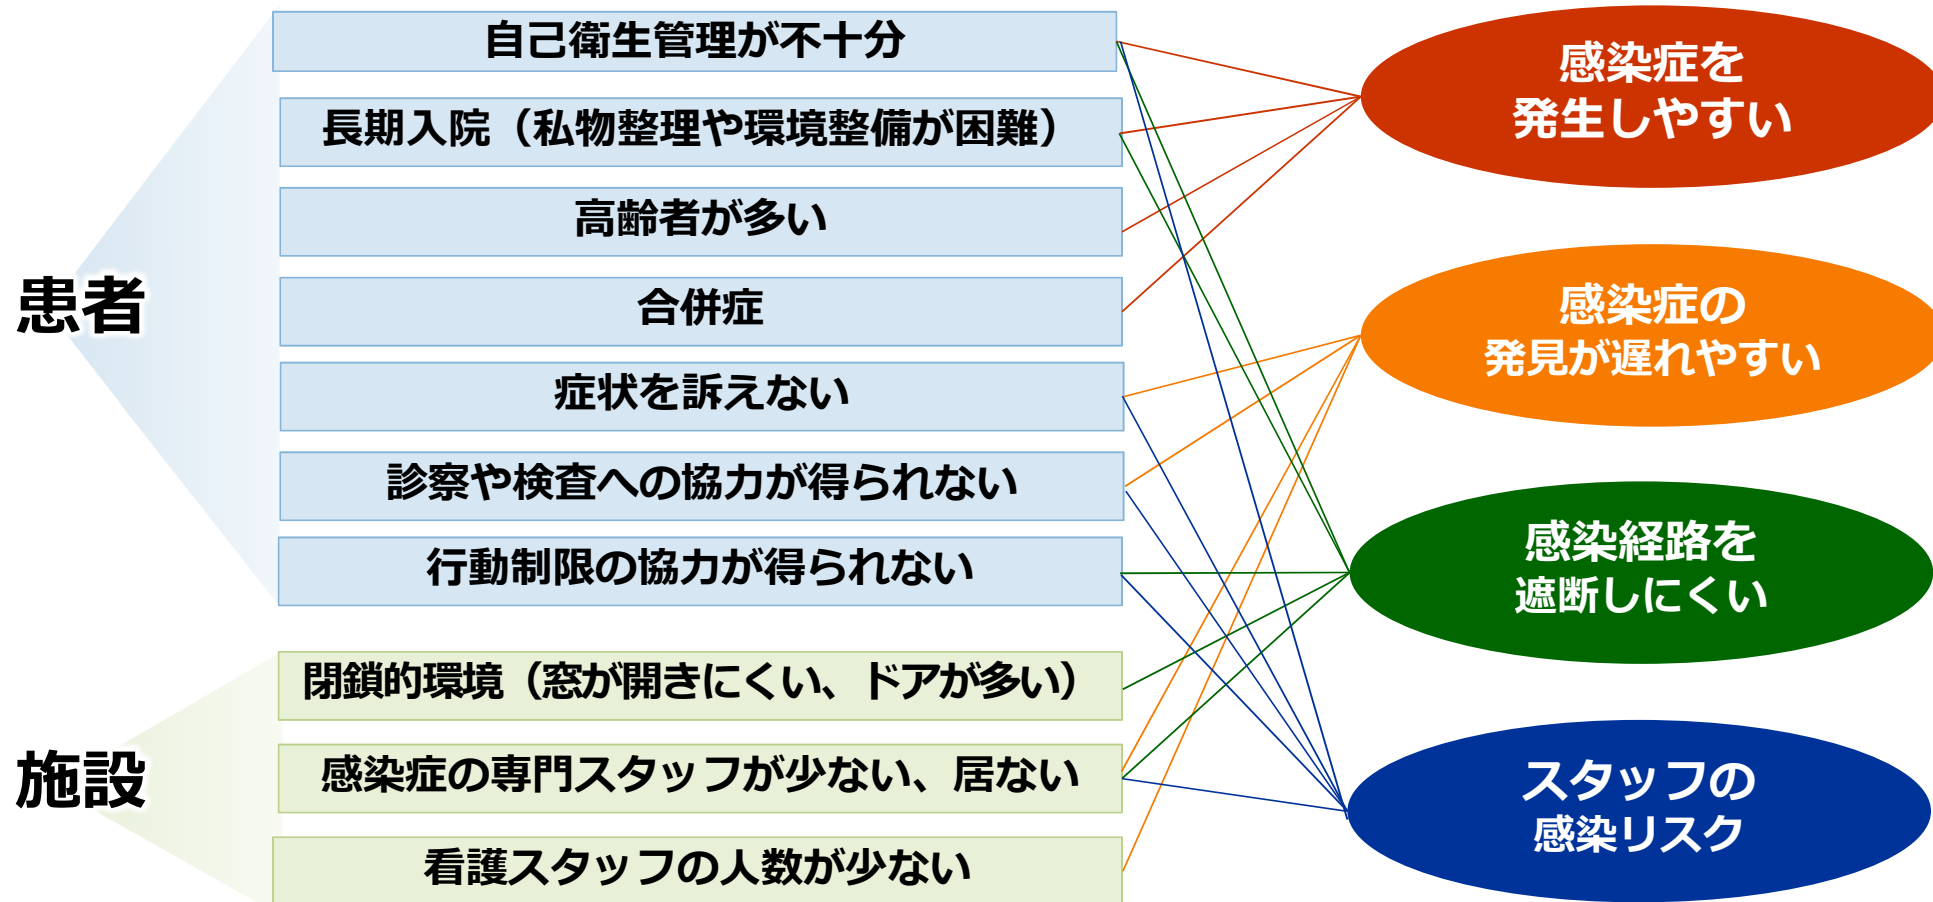 患者
自己衛生管理が不十分
長期入院（私物整理や環境整備が困難）
高齢者が多い
合併症
症状を訴えない
診察や検査への協力が得られない
行動制限の協力が得られない
施設
閉鎖的環境（窓が開きにくい、ドアが多い）
感染症の専門スタッフが少ない、居ない
看護スタッフの人数が少ない
感染症を
発生しやすい
感染症の
発見が遅れやすい
感染経路を
遮断しにくい
スタッフの
感染リスク